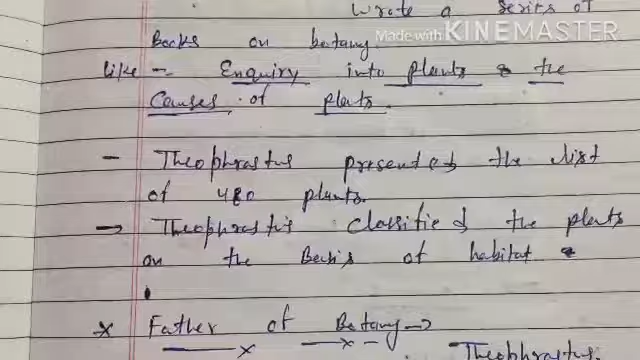 wrote a series of
Made with KINEMASTER
Books on botany.
like - Enquiry into plants & the
Causes of plants.
- Theophrastus presented the list
of 480 plants.
→ Theophrastus classified the plants
on the Basis of habitat &
* Father of Botany →
Theophrastus.